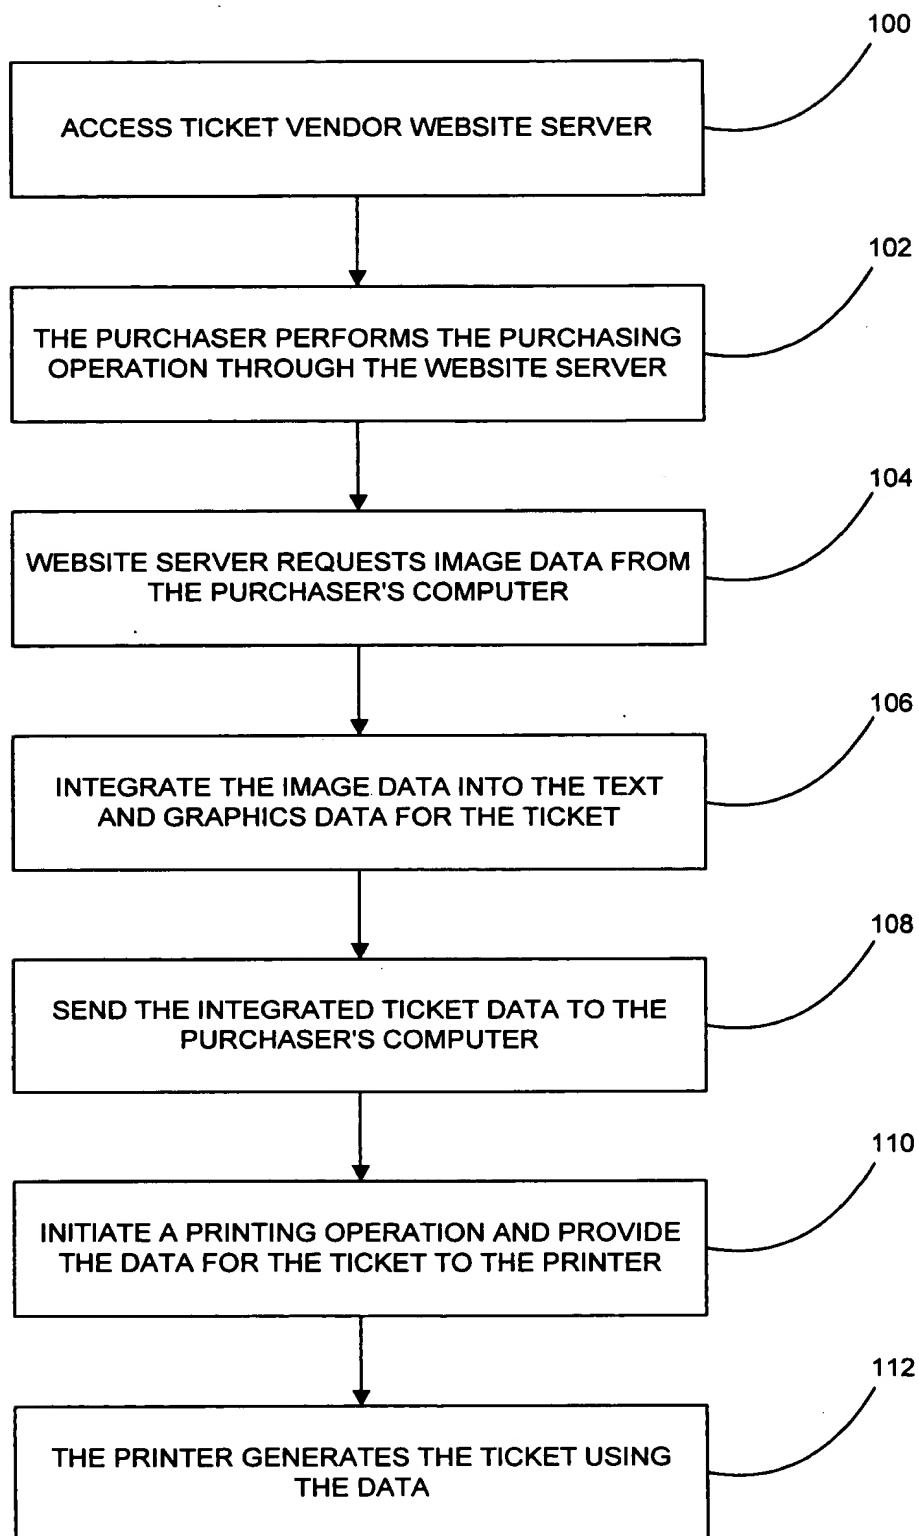 100
ACCESS TICKET VENDOR WEBSITE SERVER
102
THE PURCHASER PERFORMS THE PURCHASING
OPERATION THROUGH THE WEBSITE SERVER
104
WEBSITE SERVER REQUESTS IMAGE DATA FROM
THE PURCHASER'S COMPUTER
106
INTEGRATE THE IMAGE DATA INTO THE TEXT
AND GRAPHICS DATA FOR THE TICKET
108
SEND THE INTEGRATED TICKET DATA TO THE
PURCHASER'S COMPUTER
110
INITIATE A PRINTING OPERATION AND PROVIDE
THE DATA FOR THE TICKET TO THE PRINTER
112
THE PRINTER GENERATES THE TICKET USING
THE DATA